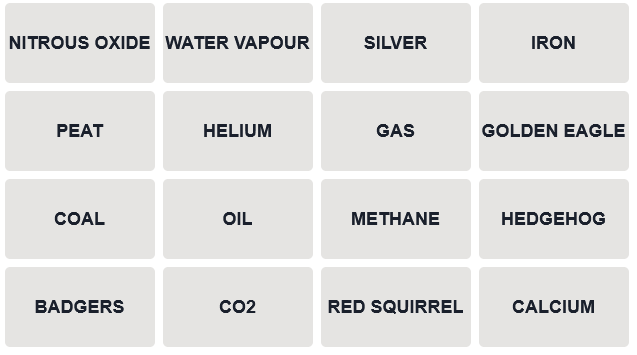 NITROUS OXIDE
WATER VAPOUR
SILVER
IRON
PEAT
HELIUM
GAS
GOLDEN EAGLE
COAL
OIL
METHANE
HEDGEHOG
BADGERS
CO2
RED SQUIRREL
CALCIUM